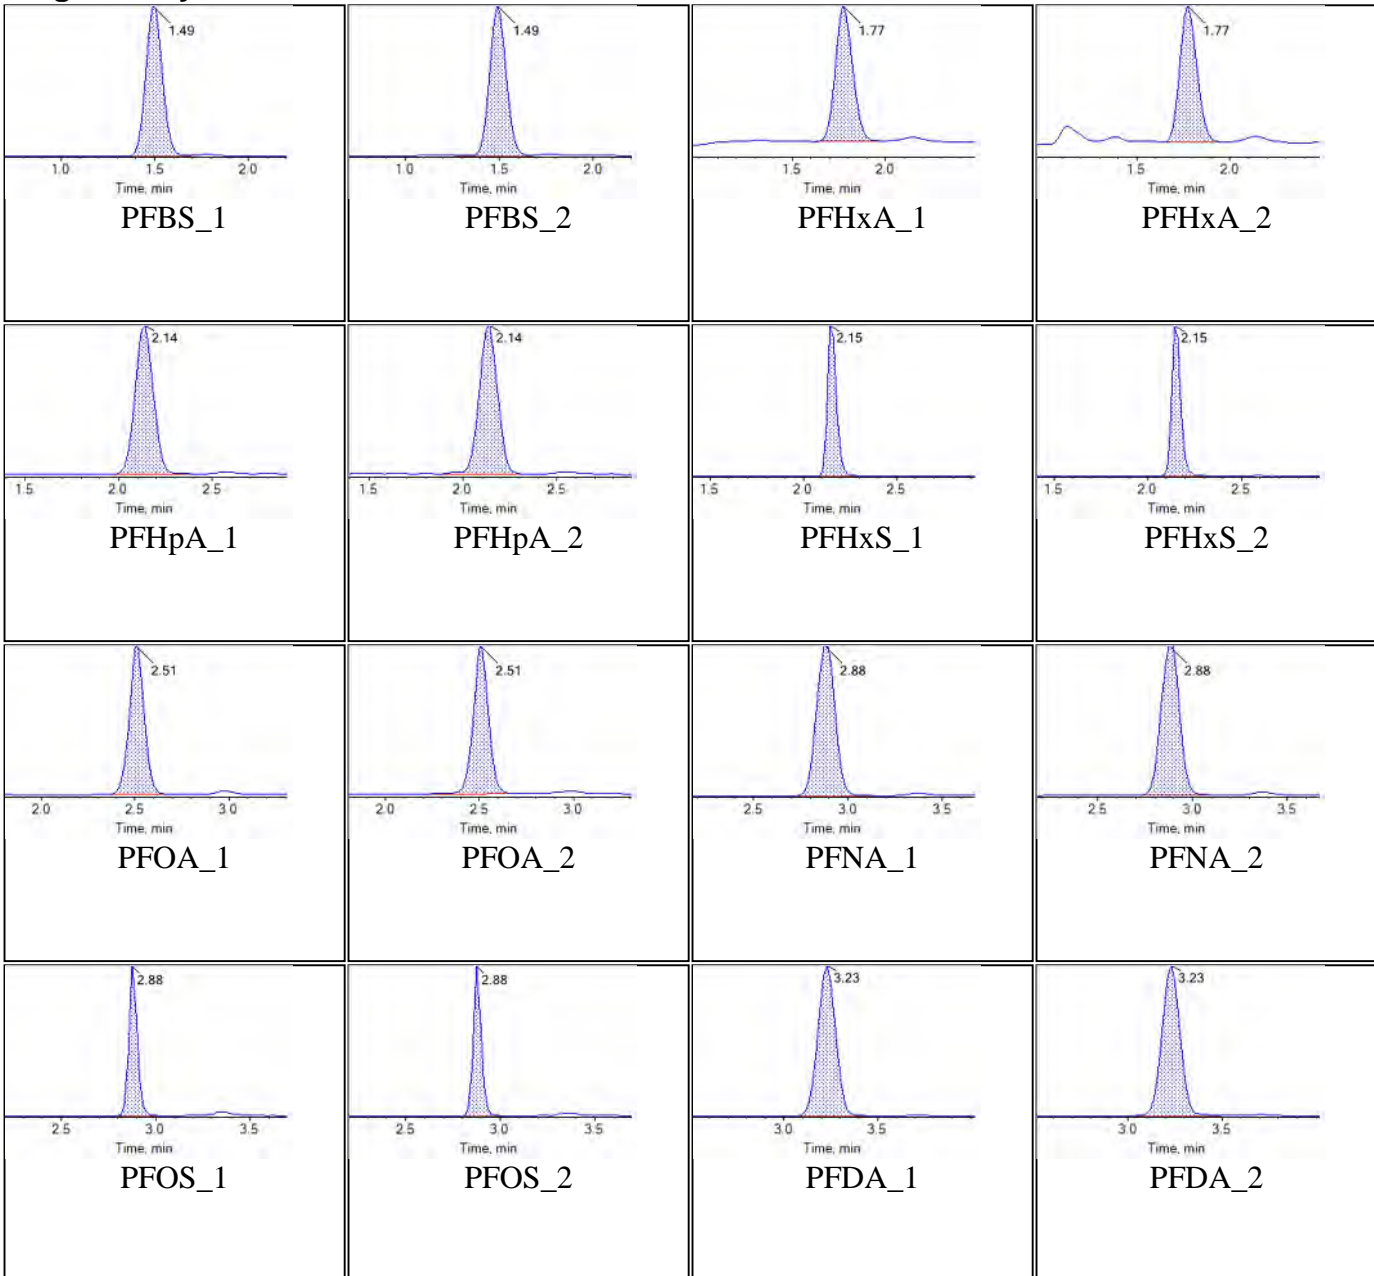 1.49 1.49 1.77 1.77
1.0 1.5 2.0 1.0 1.5 2.0 1.5 2.0 1.5 2.0
Time, min Time, min Time, min Time, min
PFBS_1 PFBS_2 PFHxA_1 PFHxA_2
2.14 2.14 2.15 2.15
1.5 2.0 2.5 1.5 2.0 2.5 1.5 2.0 2.5 1.5 2.0 2.5
Time, min Time, min Time, min Time, min
PFHpA_1 PFHpA_2 PFHxS_1 PFHxS_2
2.51 2.51 2.88 2.88
2.0 2.5 3.0 2.0 2.5 3.0 2.5 3.0 3.5 2.5 3.0 3.5
Time, min Time, min Time, min Time, min
PFOA_1 PFOA_2 PFNA_1 PFNA_2
2.88 2.88 3.23 3.23
2.5 3.0 3.5 2.5 3.0 3.5 3.0 3.5 3.0 3.5
Time, min Time, min Time, min Time, min
PFOS_1 PFOS_2 PFDA_1 PFDA_2